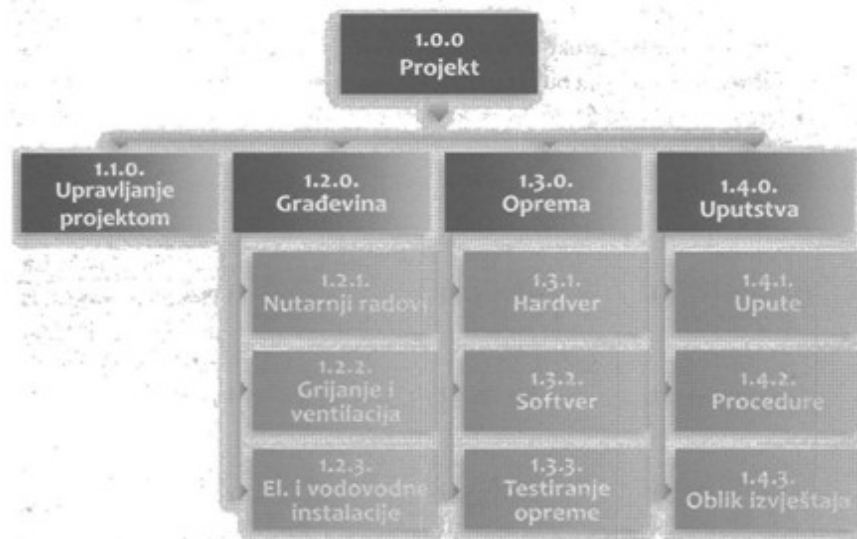 1.0.0
Projekt
1.1.0.
Upravljanje
projektom
1.2.0.
Građevina
1.3.0.
Oprema
1.4.0.
Uputstva
1.2.1.
Nutarnji radovi
1.3.1.
Hardver
1.4.1.
Upute
1.2.2.
Grijanje i
ventilacija
1.3.2.
Softver
1.4.2.
Procedure
1.2.3.
El. i vodovodne
instalacije
1.3.3.
Testiranje
opreme
1.4.3.
Oblik izvještaja